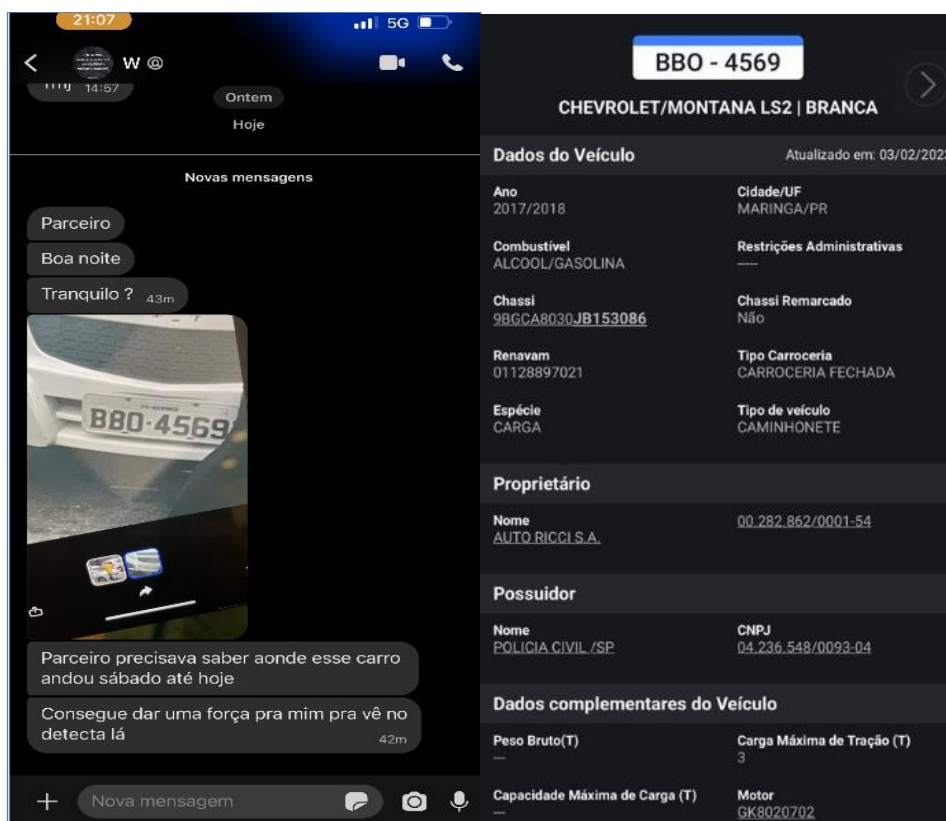 21:07
5G
W @
14:57
Ontem
Hoje
Novas mensagens
Parceiro
Boa noite
Tranquilo ? 43m
BBO-4569
Parceiro precisava saber aonde esse carro
andou sábado até hoje
Consegue dar uma força pra mim pra vê no
detecta lá
42m
Nova mensagem
BBO - 4569
CHEVROLET/MONTANA LS2 | BRANCA
Dados do Veículo Atualizado em: 03/02/202
Ano Cidade/UF
2017/2018 MARINGA/PR
Combustível Restrições Administrativas
ALCOOL/GASOLINA ----
Chassi Chassi Remarcado
9BGCA8030JB153086 Não
Renavam Tipo Carroceria
01128897021 CARROCERIA FECHADA
Espécie Tipo de veículo
CARGA CAMINHONETE
Proprietário
Nome 00.282.862/0001-54
AUTO RICCI S.A.
Possuidor
Nome CNPJ
POLICIA CIVIL /SP 04.236.548/0093-04
Dados complementares do Veículo
Peso Bruto(T) Carga Máxima de Tração (T)
--- 3
Capacidade Máxima de Carga (T) Motor
--- GK8020702